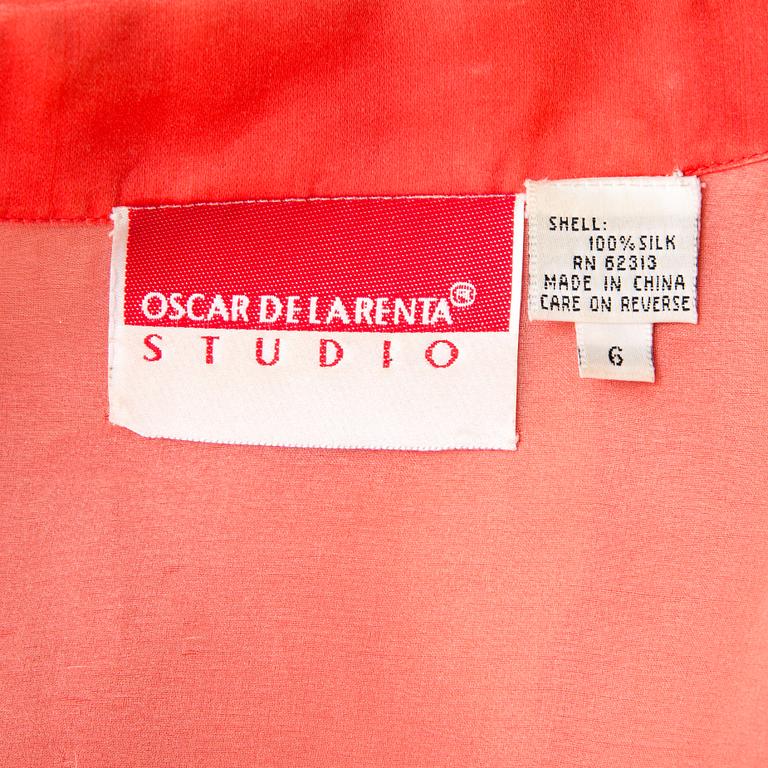 OSCAR DE LA RENTA®
STUDIO
SHELL:
100% SILK
RN 62313
MADE IN CHINA
CARE ON REVERSE
6